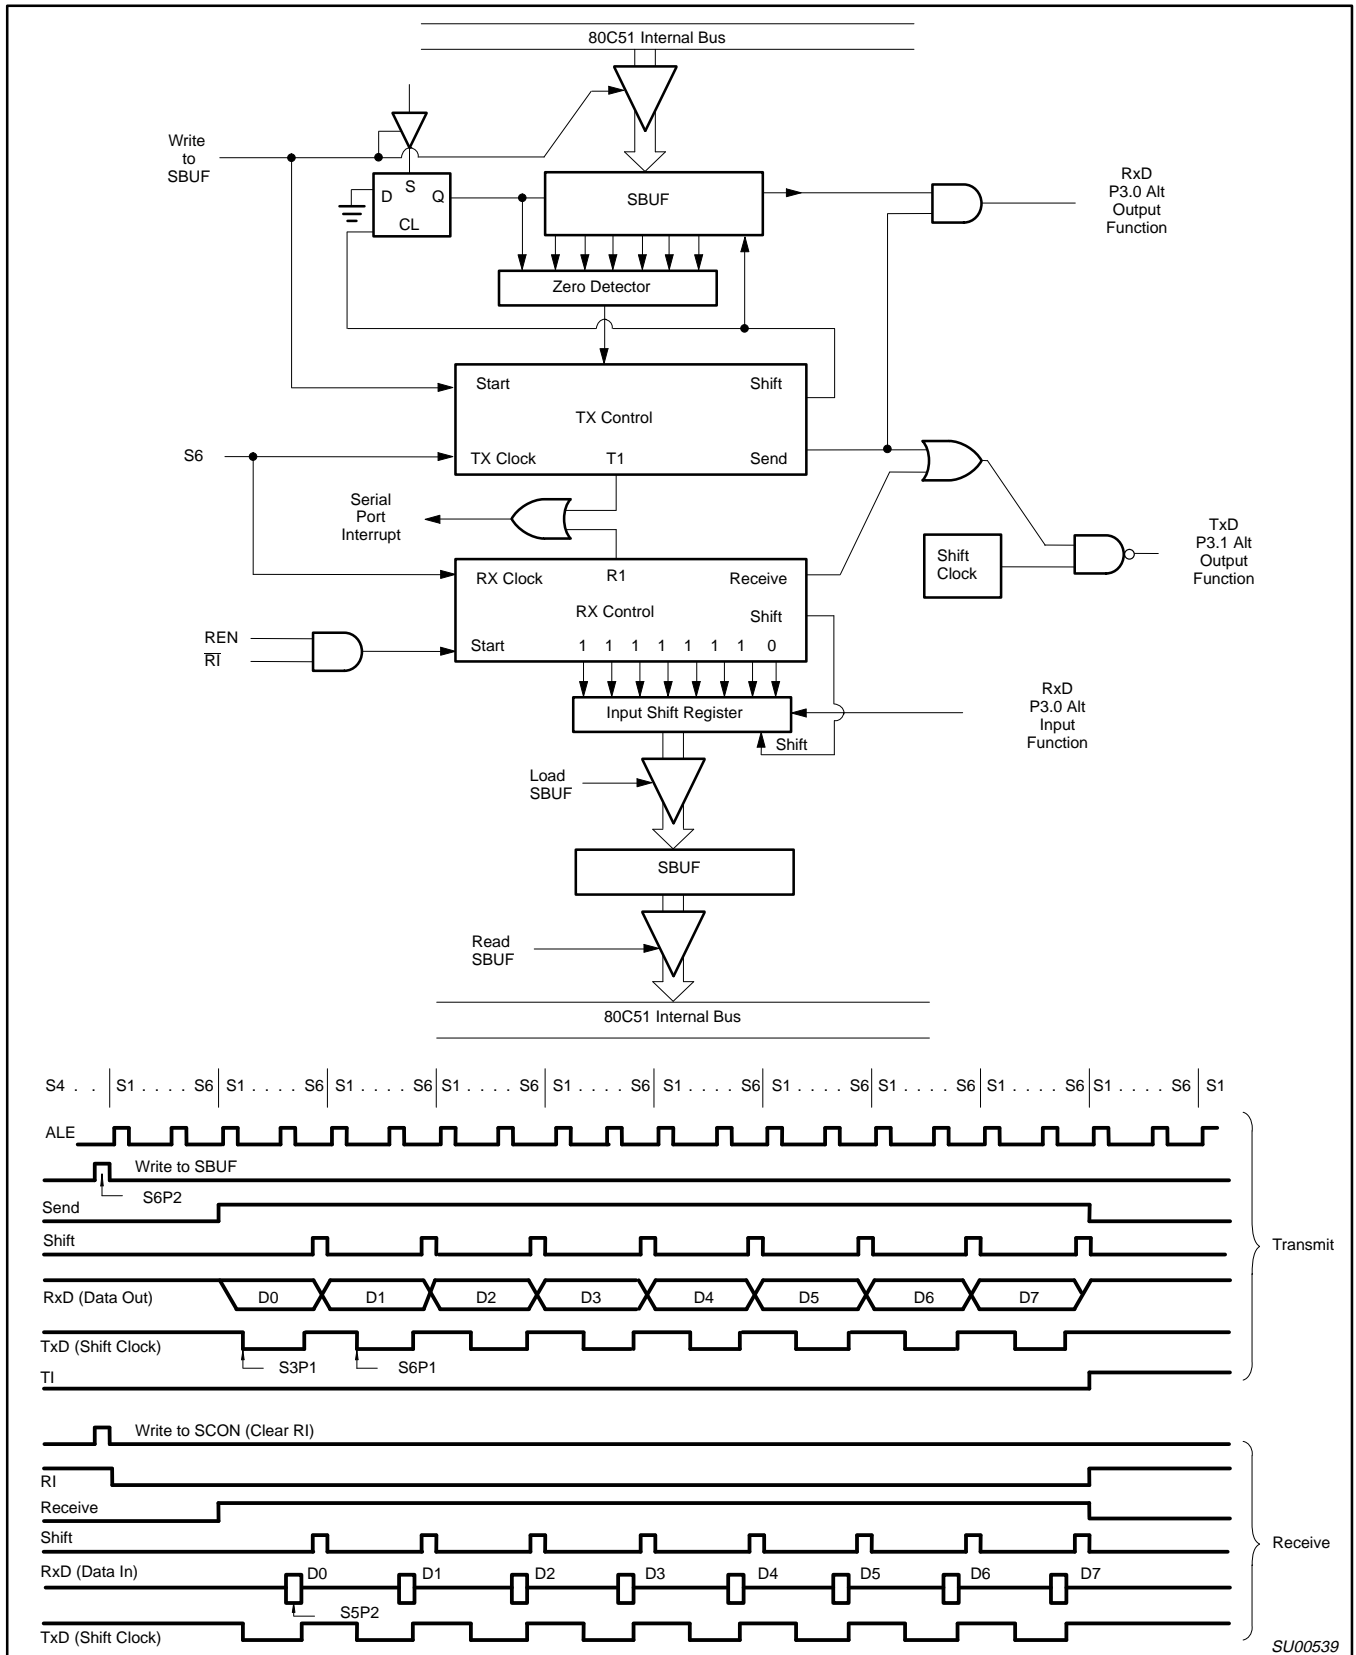 80C51 Internal Bus
Write
to
SBUF
D
S
Q
CL
SBUF
RxD
P3.0 Alt
Output
Function
Zero Detector
Start
Shift
TX Control
S6
TX Clock
T1
Send
Serial
Port
Interrupt
Shift
Clock
TxD
P3.1 Alt
Output
Function
RX Clock
R1
Receive
RX Control
Shift
REN
RI
Start
1 1 1 1 1 1 1 0
Input Shift Register
Shift
RxD
P3.0 Alt
Input
Function
Load
SBUF
SBUF
Read
SBUF
80C51 Internal Bus
S4 . . S1 . . . . S6 S1 . . . . S6 S1 . . . . S6 S1 . . . . S6 S1 . . . . S6 S1 . . . . S6 S1 . . . . S6 S1 . . . . S6 S1 . . . . S6 S1 . . . . S6 S1
ALE
Write to SBUF
S6P2
Send
Shift
Transmit
RxD (Data Out) D0 D1 D2 D3 D4 D5 D6 D7
TxD (Shift Clock)
S3P1 S6P1
TI
Write to SCON (Clear RI)
RI
Receive
Shift
Receive
RxD (Data In) D0 D1 D2 D3 D4 D5 D6 D7
S5P2
TxD (Shift Clock)
SU00539